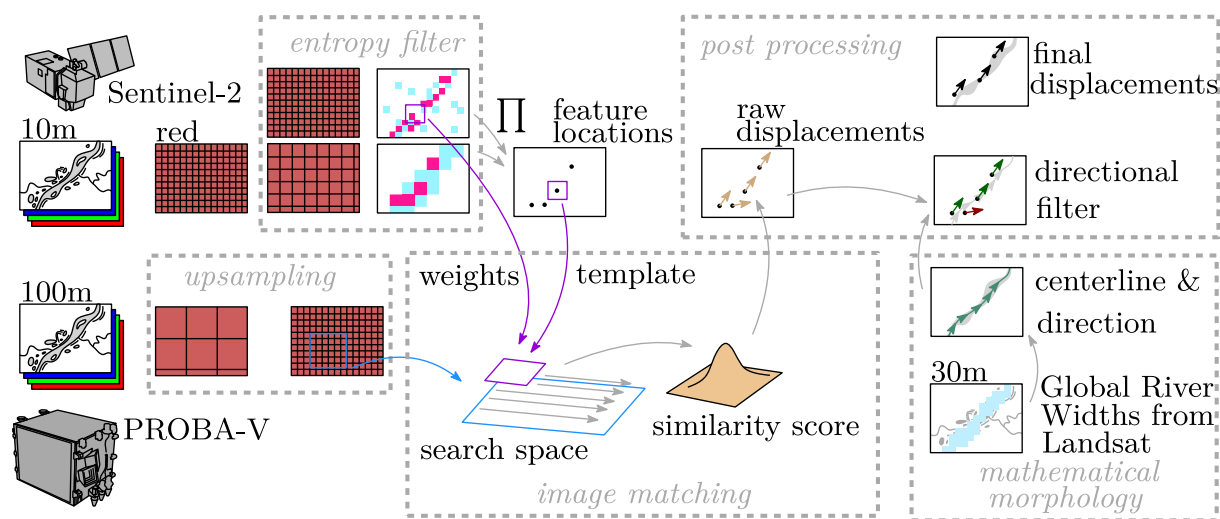 entropy filter
Sentinel-2
10m
red
∏
feature
locations
post processing
final
displacements
raw
displacements
directional
filter
upsampling
100m
PROBA-V
weights
template
search space
similarity score
image matching
centerline &
direction
30m
Global River
Widths from
Landsat
mathematical
morphology